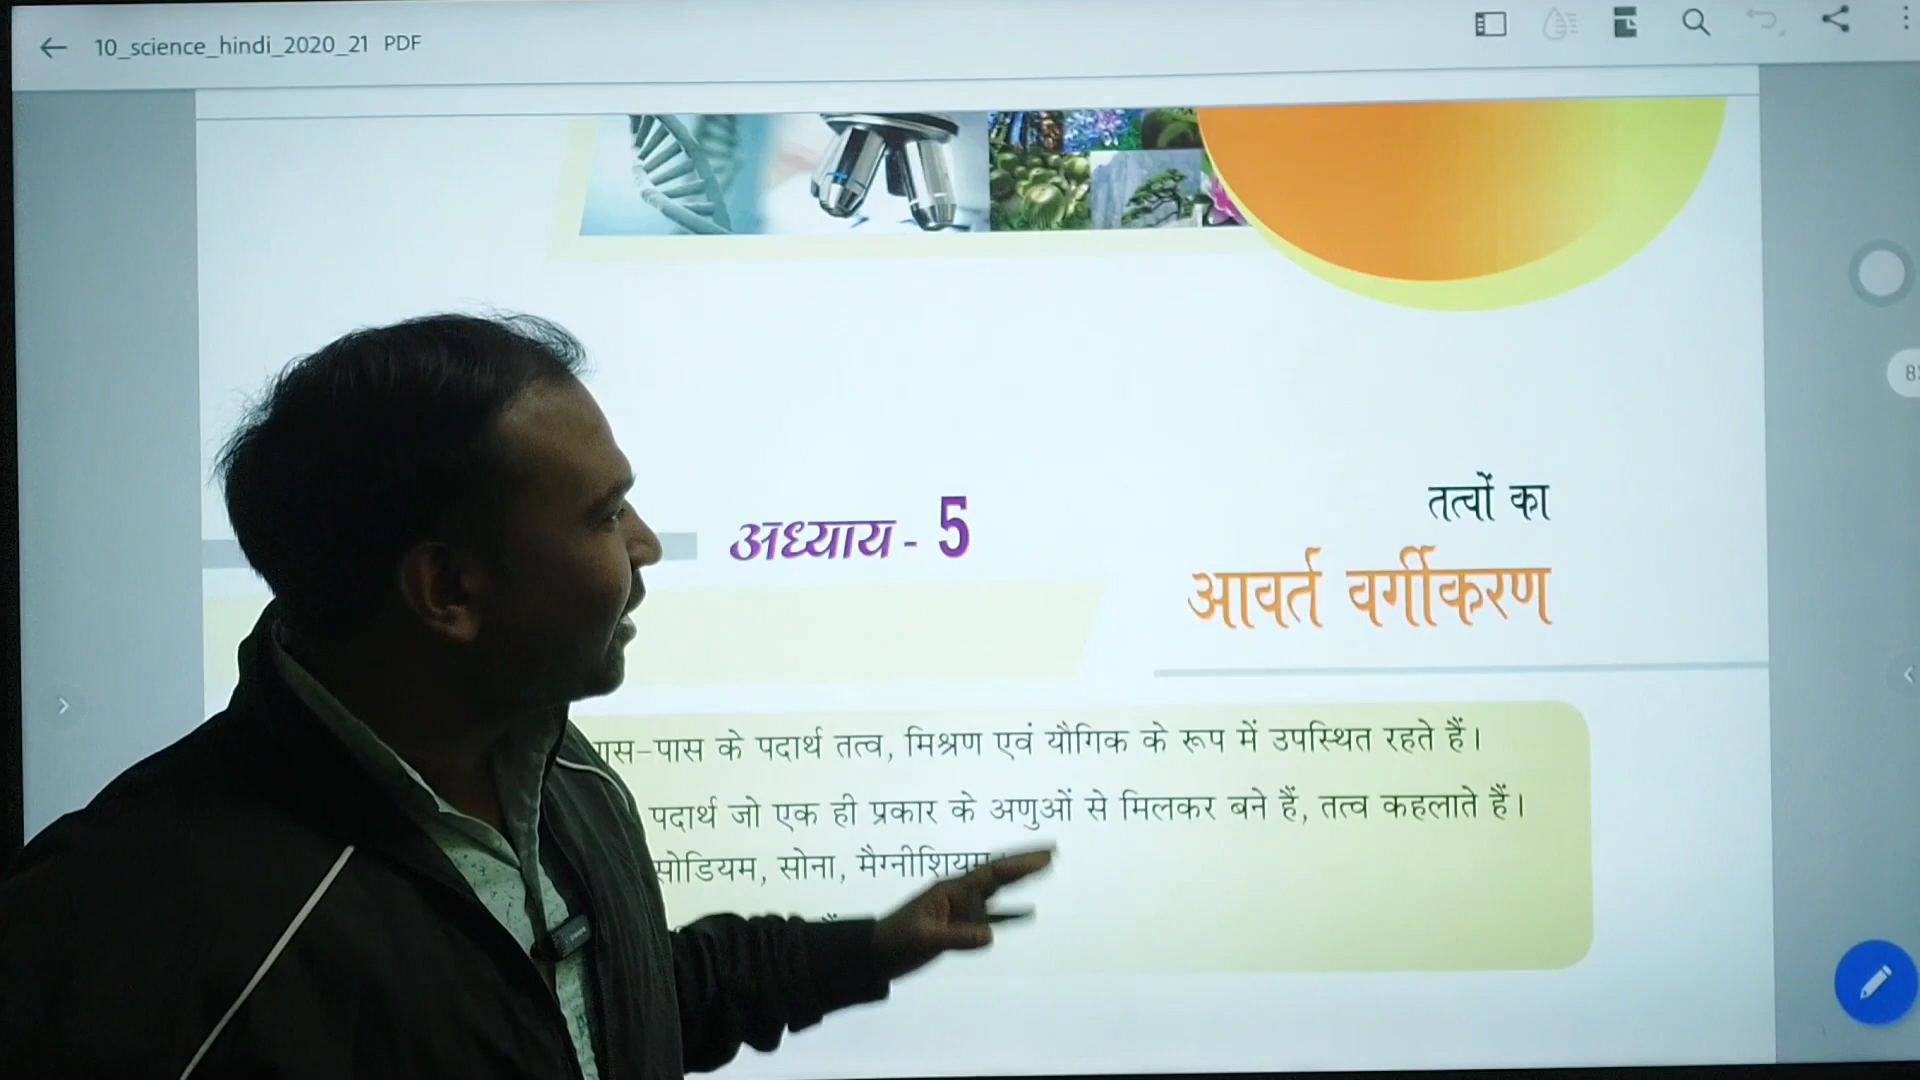 10_science_hindi_2020_21 PDF
अध्याय - 5
तत्वों का
आवर्त वर्गीकरण
-पास के पदार्थ तत्व, मिश्रण एवं यौगिक के रूप में उपस्थित रहते हैं।
पदार्थ जो एक ही प्रकार के अणुओं से मिलकर बने हैं, तत्व कहलाते हैं।
सोडियम, सोना, मैग्नीशियम